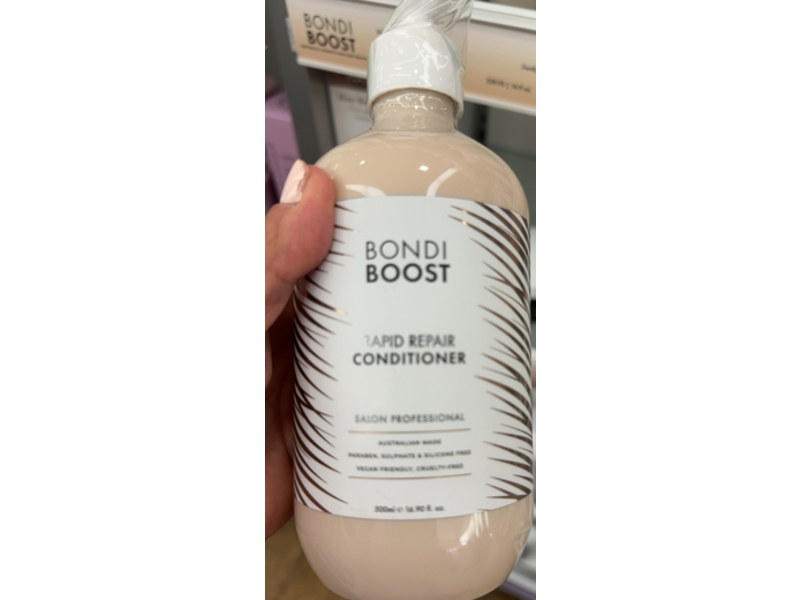 BONDI
BOOST
BONDI
BOOST
RAPID REPAIR
CONDITIONER
SALON PROFESSIONAL
AUSTRALIAN MADE
PARABEN, SULPHATE & SILICONE FREE
VEGAN FRIENDLY, CRUELTY-FREE
500ml e 16.90 fl. oz.